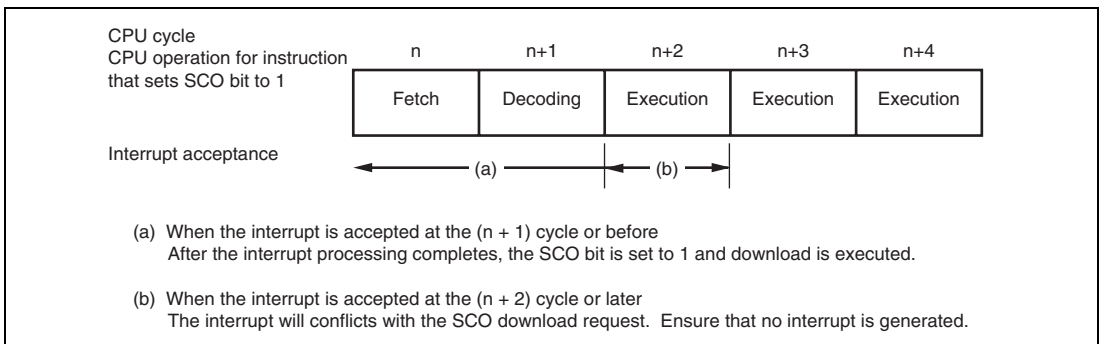 CPU cycle
CPU operation for instruction
that sets SCO bit to 1
n n+1 n+2 n+3 n+4
Fetch Decoding Execution Execution Execution
Interrupt acceptance
(a) (b)
(a) When the interrupt is accepted at the (n + 1) cycle or before
After the interrupt processing completes, the SCO bit is set to 1 and download is executed.
(b) When the interrupt is accepted at the (n + 2) cycle or later
The interrupt will conflicts with the SCO download request. Ensure that no interrupt is generated.